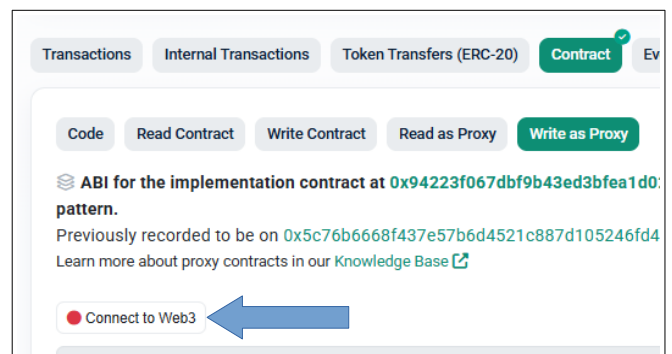 Transactions Internal Transactions Token Transfers (ERC-20) Contract Ev
Code Read Contract Write Contract Read as Proxy Write as Proxy
ABI for the implementation contract at 0x94223f067dbf9b43ed3bfea1d0
pattern.
Previously recorded to be on 0x5c76b6668f437e57b6d4521c887d105246fd4
Learn more about proxy contracts in our Knowledge Base
Connect to Web3